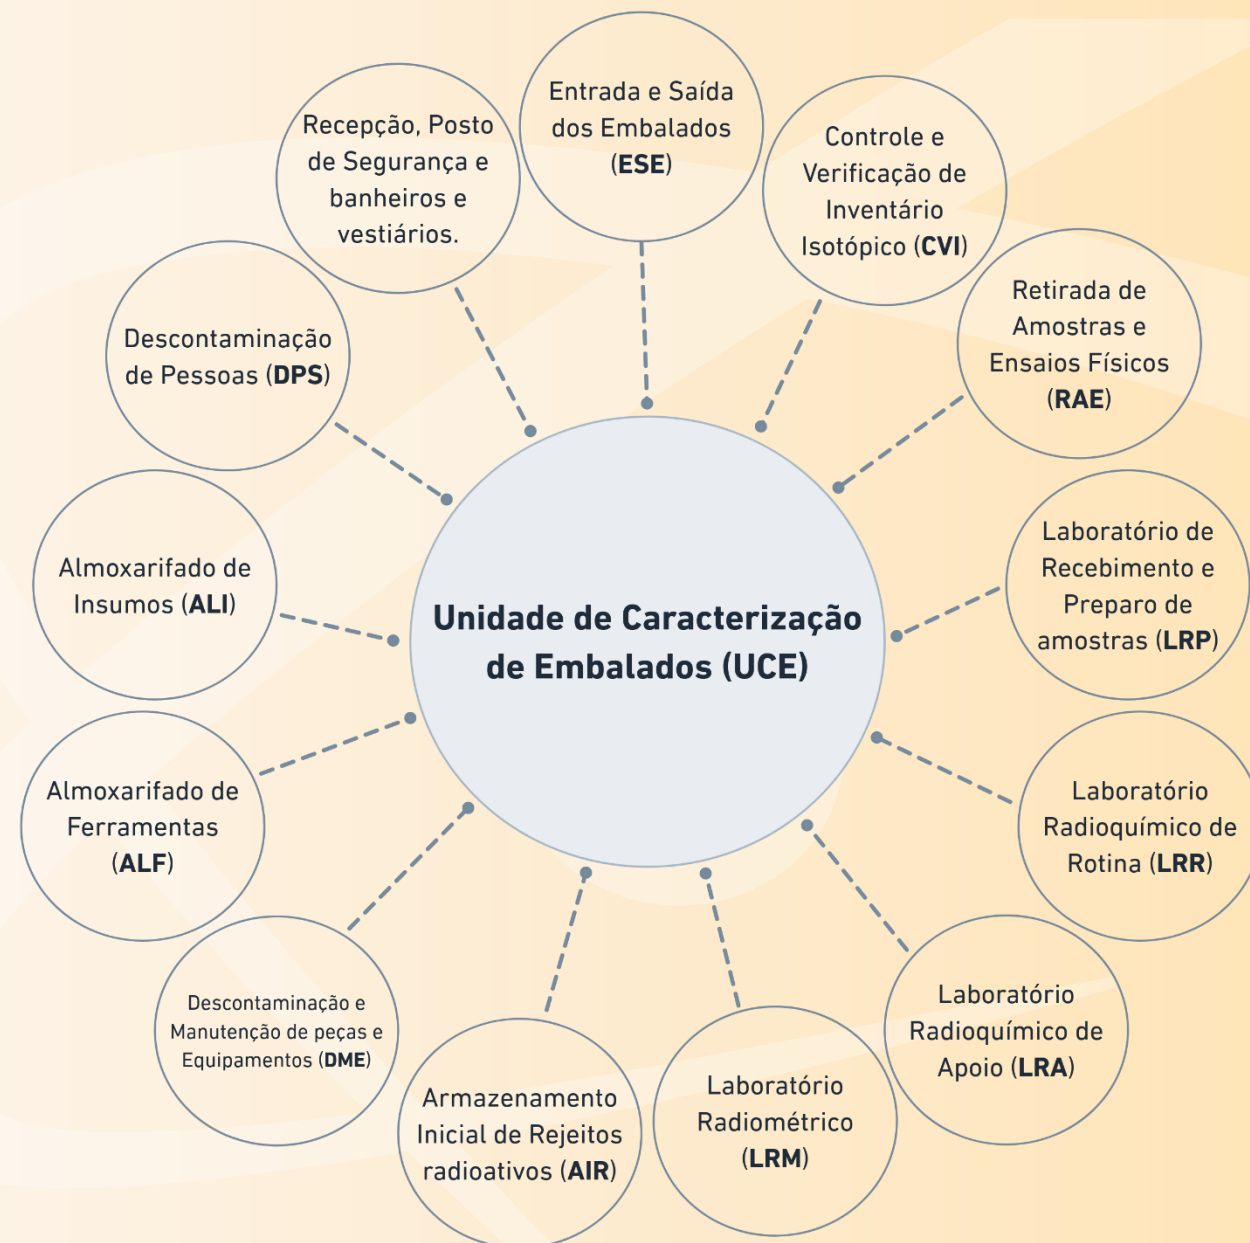 Entrada e Saída
dos Embalados
(ESE)
Controle e
Verificação de
Inventário
Isotópico (CVI)
Retirada de
Amostras e
Ensaios Físicos
(RAE)
Laboratório de
Recebimento e
Preparo de
amostras (LRP)
Laboratório
Radioquímico de
Rotina (LRR)
Laboratório
Radioquímico de
Apoio (LRA)
Laboratório
Radiométrico
(LRM)
Armazenamento
Inicial de Rejeitos
radioativos (AIR)
Descontaminação e
Manutenção de peças e
Equipamentos (DME)
Almoxarifado de
Ferramentas
(ALF)
Almoxarifado de
Insumos (ALI)
Descontaminação
de Pessoas (DPS)
Recepção, Posto
de Segurança e
banheiros e
vestiários.
Unidade de Caracterização
de Embalados (UCE)